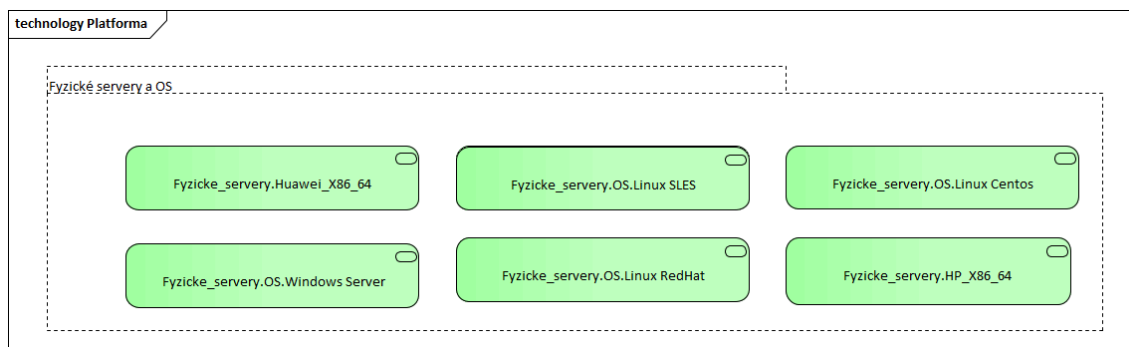 technology Platforma
Fyzické servery a OS
Fyzicke_servery.Huawei_X86_64
Fyzicke_servery.OS.Linux SLES
Fyzicke_servery.OS.Linux Centos
Fyzicke_servery.OS.Windows Server
Fyzicke_servery.OS.Linux RedHat
Fyzicke_servery.HP_X86_64